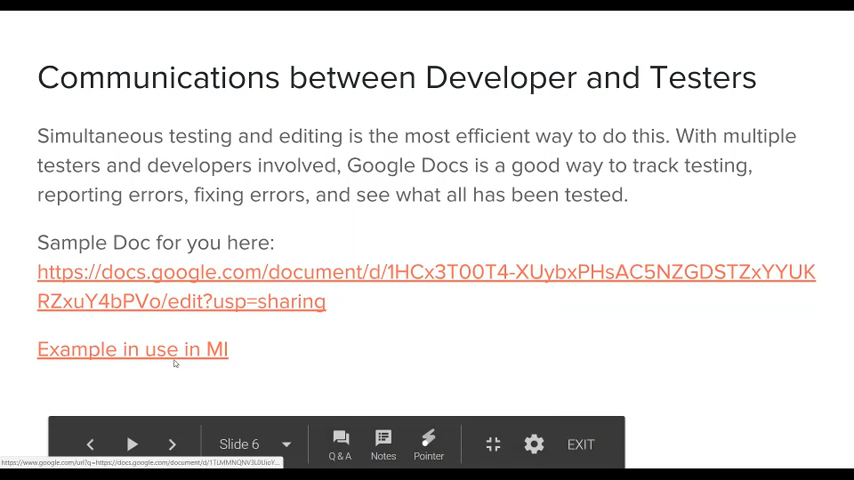 Communications between Developer and Testers
Simultaneous testing and editing is the most efficient way to do this. With multiple
testers and developers involved, Google Docs is a good way to track testing,
reporting errors, fixing errors, and see what all has been tested.
Sample Doc for you here:
https://docs.google.com/document/d/1HCx3T00T4-XUybxPHsAC5NZGDSTZxYYUK
RZxuY4bPVo/edit?usp=sharing
Example in use in MI
Slide 6
Q & A
Notes
Pointer
EXIT